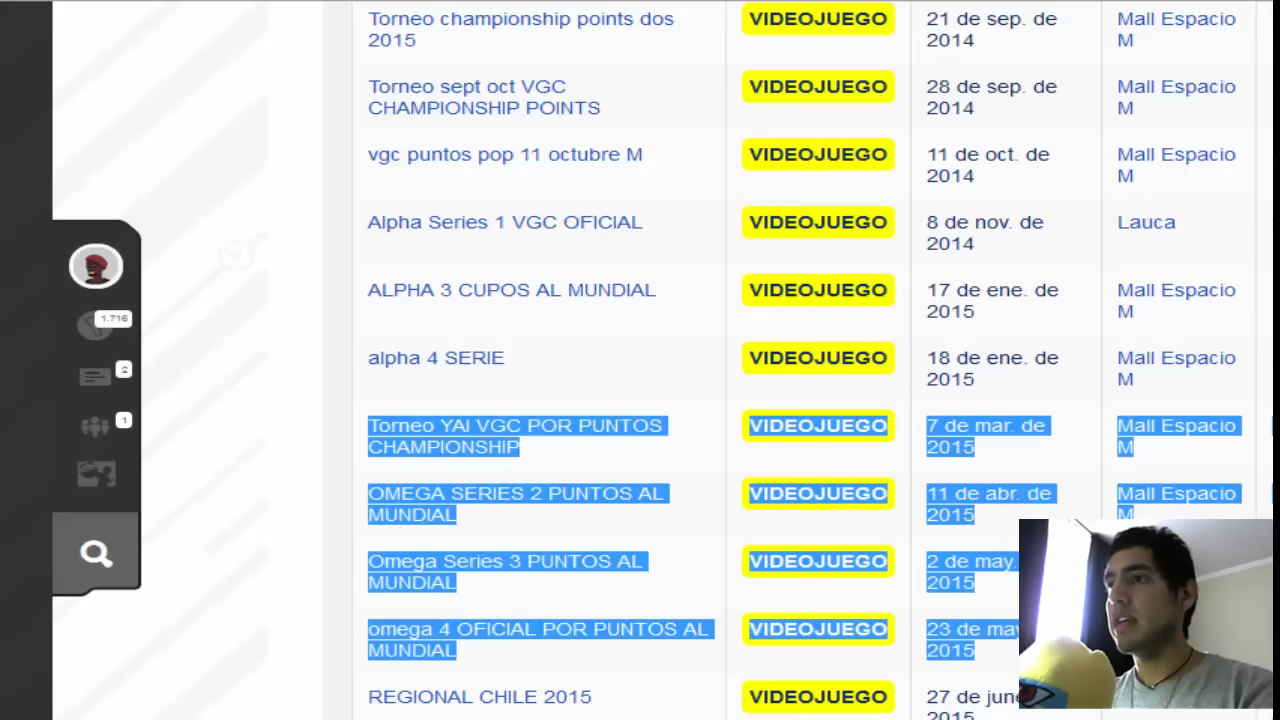 Torneo championship points dos VIDEOJUEGO 21 de sep. de Mall Espacio
2015 2014 M
Torneo sept oct VGC VIDEOJUEGO 28 de sep. de Mall Espacio
CHAMPIONSHIP POINTS 2014 M
vgc puntos pop 11 octubre M VIDEOJUEGO 11 de oct. de Mall Espacio
2014 M
Alpha Series 1 VGC OFICIAL VIDEOJUEGO 8 de nov. de Lauca
2014
ALPHA 3 CUPOS AL MUNDIAL VIDEOJUEGO 17 de ene. de Mall Espacio
2015 M
1.716
alpha 4 SERIE VIDEOJUEGO 18 de ene. de Mall Espacio
2 2015 M
1 Torneo YAI VGC POR PUNTOS VIDEOJUEGO 7 de mar. de Mall Espacio
CHAMPIONSHIP 2015 M
OMEGA SERIES 2 PUNTOS AL VIDEOJUEGO 11 de abr. de Mall Espacio
MUNDIAL 2015 M
Omega Series 3 PUNTOS AL VIDEOJUEGO 2 de may.
MUNDIAL 2015
omega 4 OFICIAL POR PUNTOS AL VIDEOJUEGO 23 de may
MUNDIAL 2015
REGIONAL CHILE 2015 VIDEOJUEGO 27 de june
2015